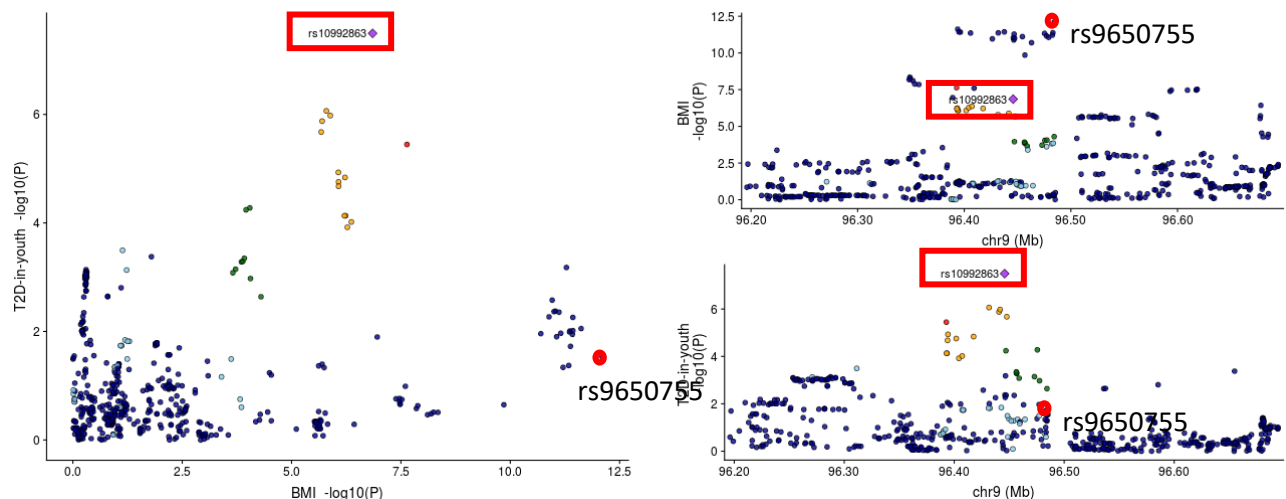 rs10992863
6
4
2
0
T2D-in-youth -log10(P)
rs9650755
0.0 2.5 5.0 7.5 10.0 12.5
BMI -log10(P)
12.5
10.0
7.5
5.0
2.5
0.0
BMI
-log10(P)
rs9650755
rs10992863
96.20 96.30 96.40 96.50 96.60
chr9 (Mb)
rs10992863
6
4
2
0
T2D-in-youth
-log10(P)
rs9650755
96.20 96.30 96.40 96.50 96.60
chr9 (Mb)